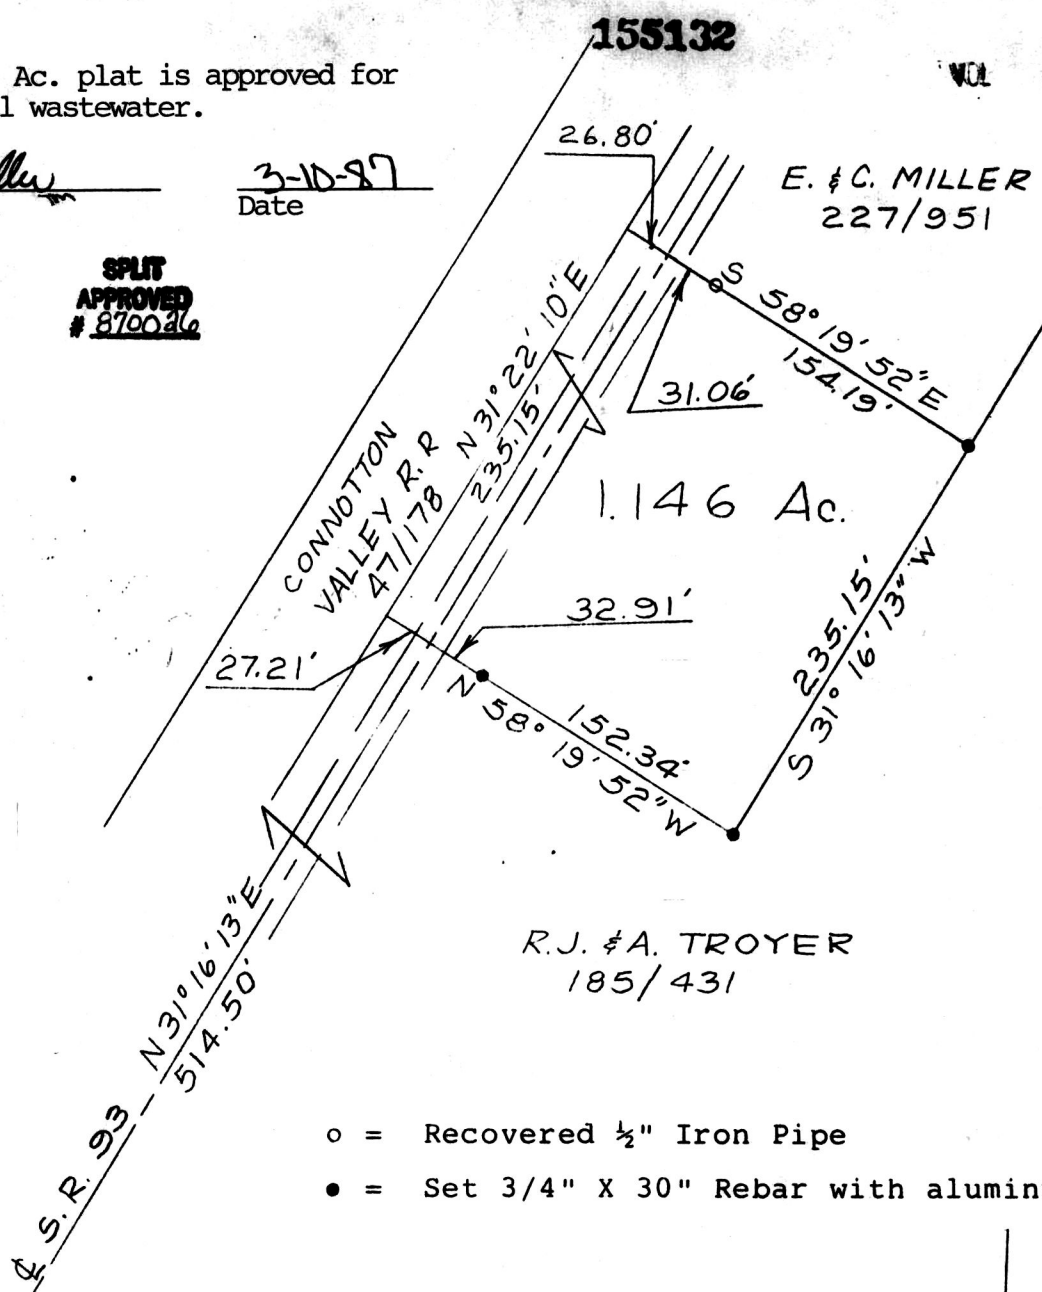 155132
VOL
Ac. plat is approved for
l wastewater.
3-10-87
Date
SPLIT
APPROVED
# 870026
26.80'
E. & C. MILLER
227/951
S 58° 19' 52" E
154.19'
31.06'
N 31° 22' 10" E
235.15'
CONNOTTON
VALLEY R.R
47/178
1.146 Ac.
32.91'
27.21'
235.15'
S 31° 16' 13" W
152.34'
N 58° 19' 52" W
R.J. & A. TROYER
185/431
N 31° 16' 13" E
514.50'
℄ S.R. 93
o = Recovered ½" Iron Pipe
● = Set 3/4" X 30" Rebar with alumin